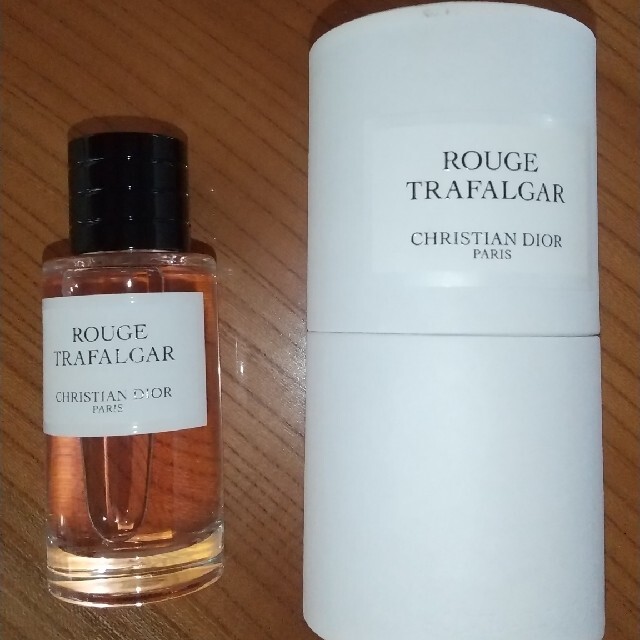 ROUGE
TRAFALGAR
CHRISTIAN DIOR
PARIS
ROUGE
TRAFALGAR
CHRISTIAN DIOR
PARIS